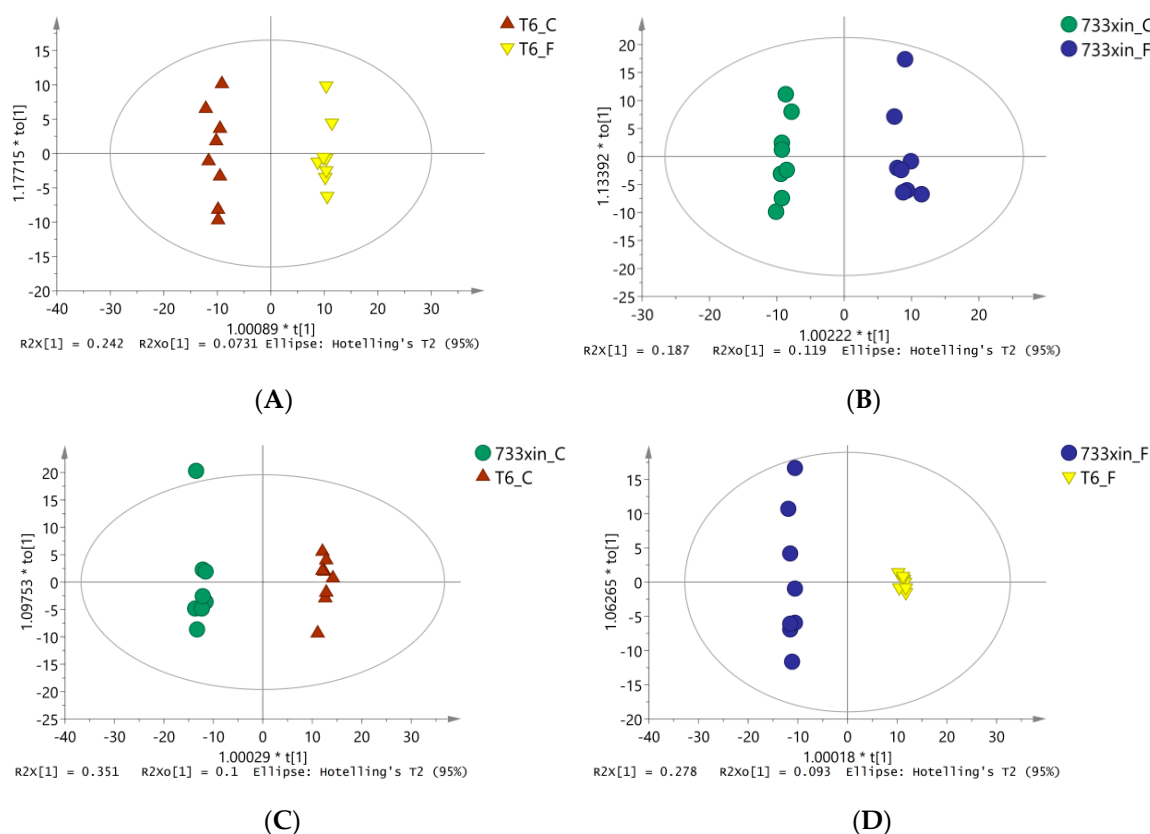 T6_C
T6_F
15
10
5
0
-5
-10
-15
-20
1.17715 * to[1]
-40 -30 -20 -10 0 10 20 30
1.00089 * t[1]
R2X[1] = 0.242 R2Xo[1] = 0.0731 Ellipse: Hotelling's T2 (95%)
(A)
733xin_C
733xin_F
20
15
10
5
0
-5
-10
-15
-20
-25
1.13392 * to[1]
-30 -20 -10 0 10 20
1.00222 * t[1]
R2X[1] = 0.187 R2Xo[1] = 0.119 Ellipse: Hotelling's T2 (95%)
(B)
733xin_C
T6_C
20
15
10
5
0
-5
-10
-15
-20
-25
1.09753 * to[1]
-40 -30 -20 -10 0 10 20 30
1.00029 * t[1]
R2X[1] = 0.351 R2Xo[1] = 0.1 Ellipse: Hotelling's T2 (95%)
(C)
733xin_F
T6_F
15
10
5
0
-5
-10
-15
-20
1.06265 * to[1]
-40 -30 -20 -10 0 10 20 30
1.00018 * t[1]
R2X[1] = 0.278 R2Xo[1] = 0.093 Ellipse: Hotelling's T2 (95%)
(D)